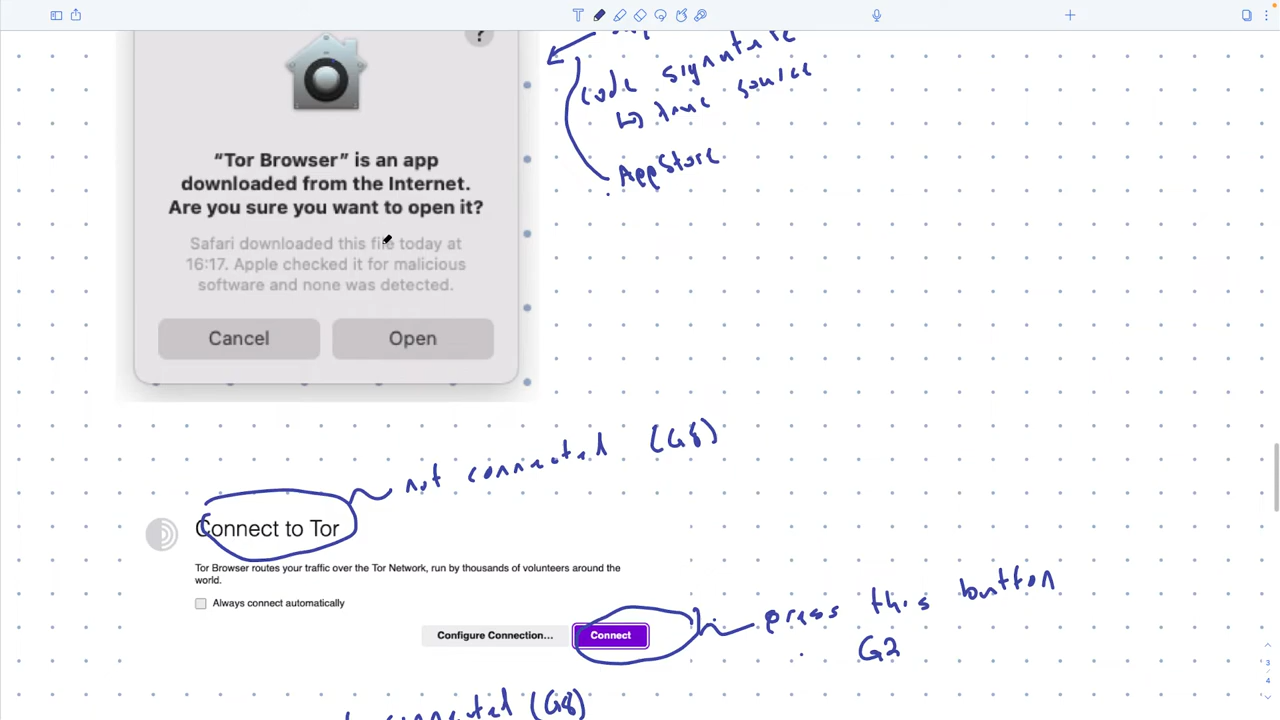 ?
code signature
↳ true source
AppStore
“Tor Browser” is an app
downloaded from the Internet.
Are you sure you want to open it?
Safari downloaded this file today at
16:17. Apple checked it for malicious
software and none was detected.
Cancel
Open
not connected (G8)
Connect to Tor
Tor Browser routes your traffic over the Tor Network, run by thousands of volunteers around the
world.
Always connect automatically
Configure Connection...
Connect
press this button
G2
connected (G8)
3
4